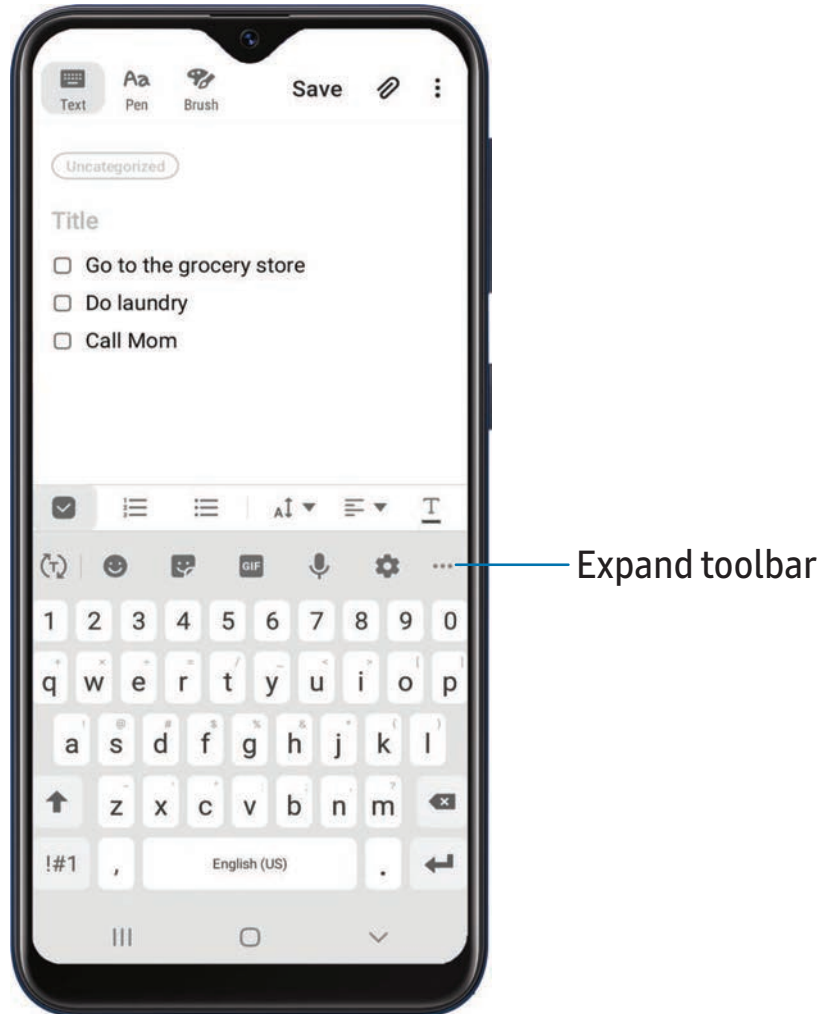 Text Pen Brush Save
Uncategorized
Title
Go to the grocery store
Do laundry
Call Mom
A T
T GIF Expand toolbar
1 2 3 4 5 6 7 8 9 0
q w e r t y u i o p
a s d f g h j k l
z x c v b n m
!#1 , English (US) .